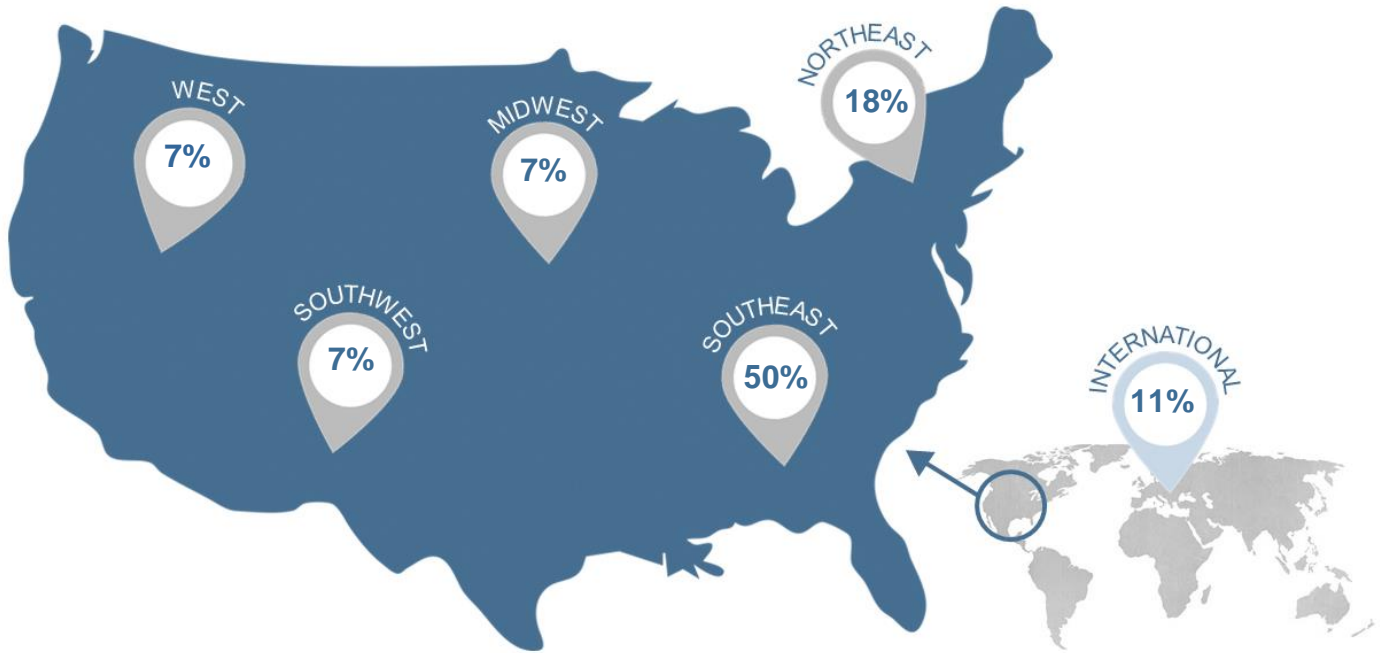 NORTHEAST
18%
WEST
7%
MIDWEST
7%
SOUTHWEST
7%
SOUTHEAST
50%
INTERNATIONAL
11%